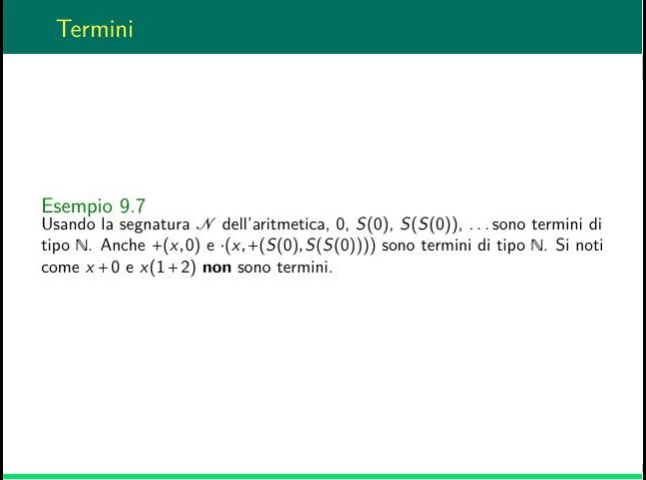 Termini
Esempio 9.7
Usando la segnatura 𝒩 dell'aritmetica, 0, S(0), S(S(0)), ... sono termini di
tipo ℕ. Anche +(x,0) e ·(x,+(S(0),S(S(0)))) sono termini di tipo ℕ. Si noti
come x+0 e x(1+2) non sono termini.